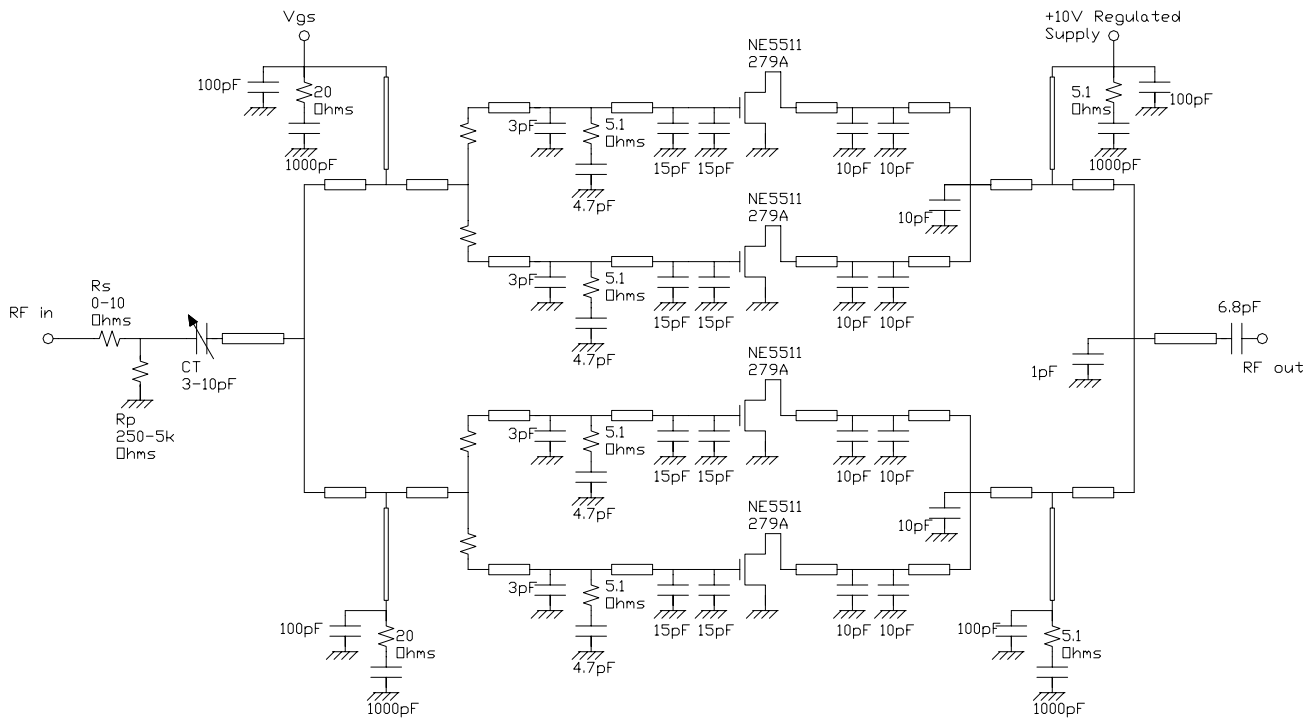 Vgs
+10V Regulated
Supply
100pF
20
Ohms
1000pF
NE5511
279A
5.1
Ohms
100pF
1000pF
3pF
5.1
Ohms
4.7pF
15pF
15pF
10pF
10pF
10pF
NE5511
279A
3pF
5.1
Ohms
4.7pF
15pF
15pF
10pF
10pF
RF in
Rs
0-10
Ohms
CT
3-10pF
Rp
250-5k
Ohms
6.8pF
RF out
1pF
NE5511
279A
3pF
5.1
Ohms
4.7pF
15pF
15pF
10pF
10pF
10pF
NE5511
279A
3pF
5.1
Ohms
4.7pF
15pF
15pF
10pF
10pF
100pF
20
Ohms
1000pF
100pF
5.1
Ohms
1000pF